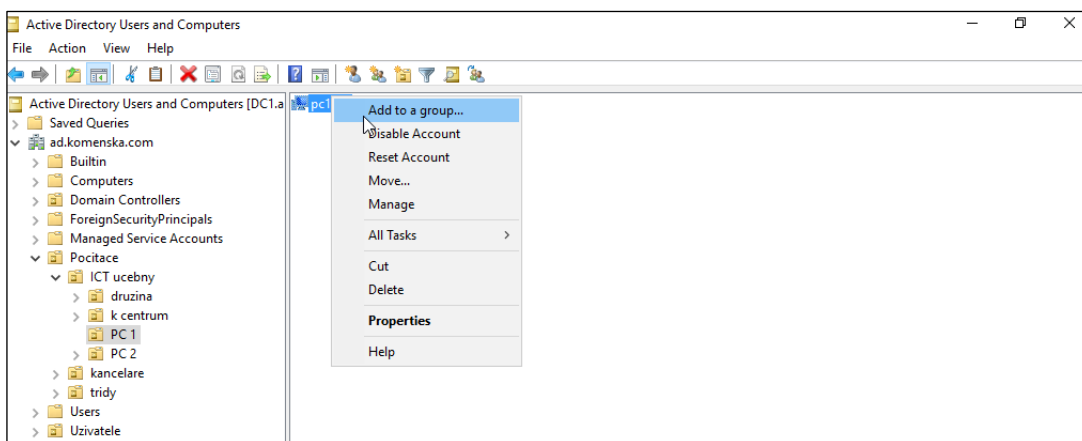 Active Directory Users and Computers
File Action View Help
Active Directory Users and Computers [DC1.a
Saved Queries
ad.komenska.com
Builtin
Computers
Domain Controllers
ForeignSecurityPrincipals
Managed Service Accounts
Pocitace
ICT ucebny
druzina
k centrum
PC 1
PC 2
kancelare
tridy
Users
Uzivatele
pc1
Add to a group...
Disable Account
Reset Account
Move...
Manage
All Tasks
Cut
Delete
Properties
Help